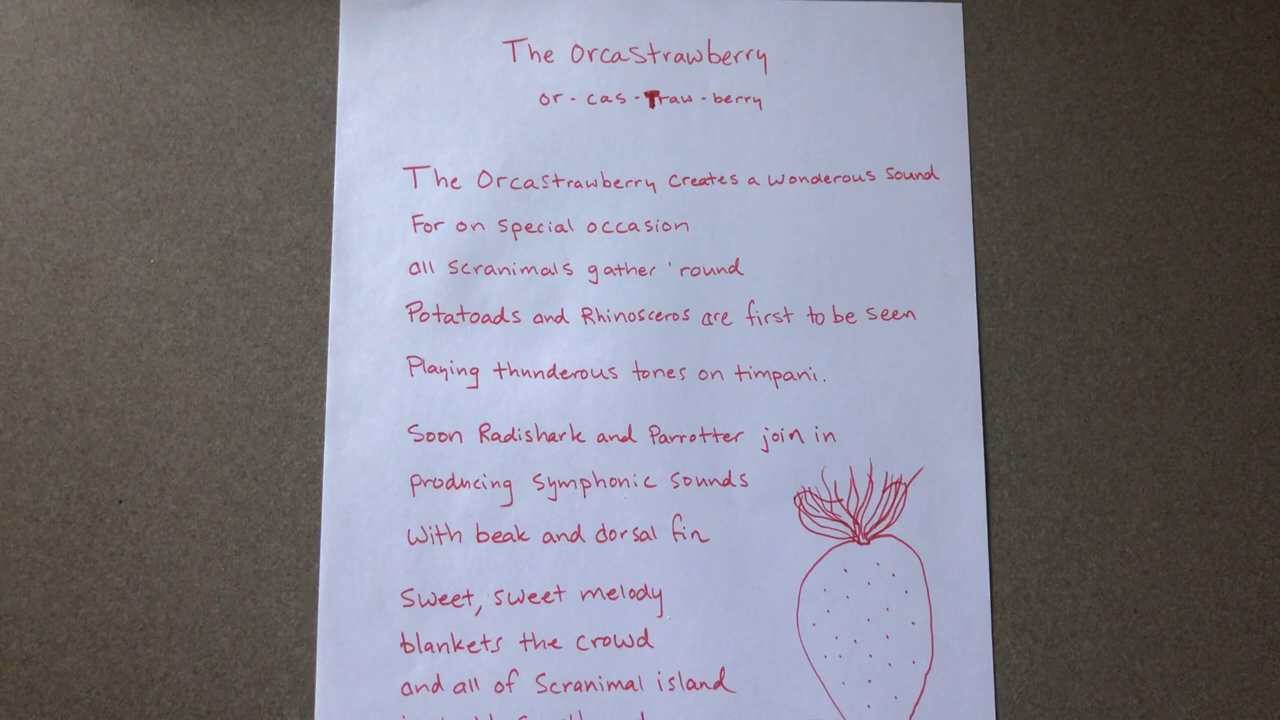 The Orcastrawberry
or - cas - Traw - berry
The Orcastrawberry creates a wonderous sound
For on special occasion
all scranimals gather 'round
Potatoads and Rhinosceros are first to be seen
Playing thunderous tones on timpani.
Soon Radishark and Parrotter join in
producing symphonic sounds
With beak and dorsal fin
Sweet, sweet melody
blankets the crowd
and all of Scranimal island